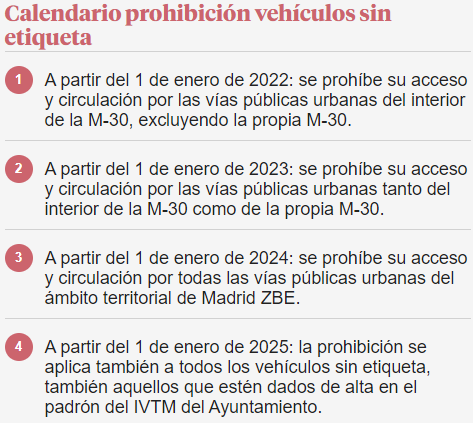 Calendario prohibición vehículos sin
etiqueta
1 A partir del 1 de enero de 2022: se prohíbe su acceso
y circulación por las vías públicas urbanas del interior
de la M-30, excluyendo la propia M-30.
2 A partir del 1 de enero de 2023: se prohíbe su acceso
y circulación por las vías públicas urbanas tanto del
interior de la M-30 como de la propia M-30.
3 A partir del 1 de enero de 2024: se prohíbe su acceso
y circulación por todas las vías públicas urbanas del
ámbito territorial de Madrid ZBE.
4 A partir del 1 de enero de 2025: la prohibición se
aplica también a todos los vehículos sin etiqueta,
también aquellos que estén dados de alta en el
padrón del IVTM del Ayuntamiento.